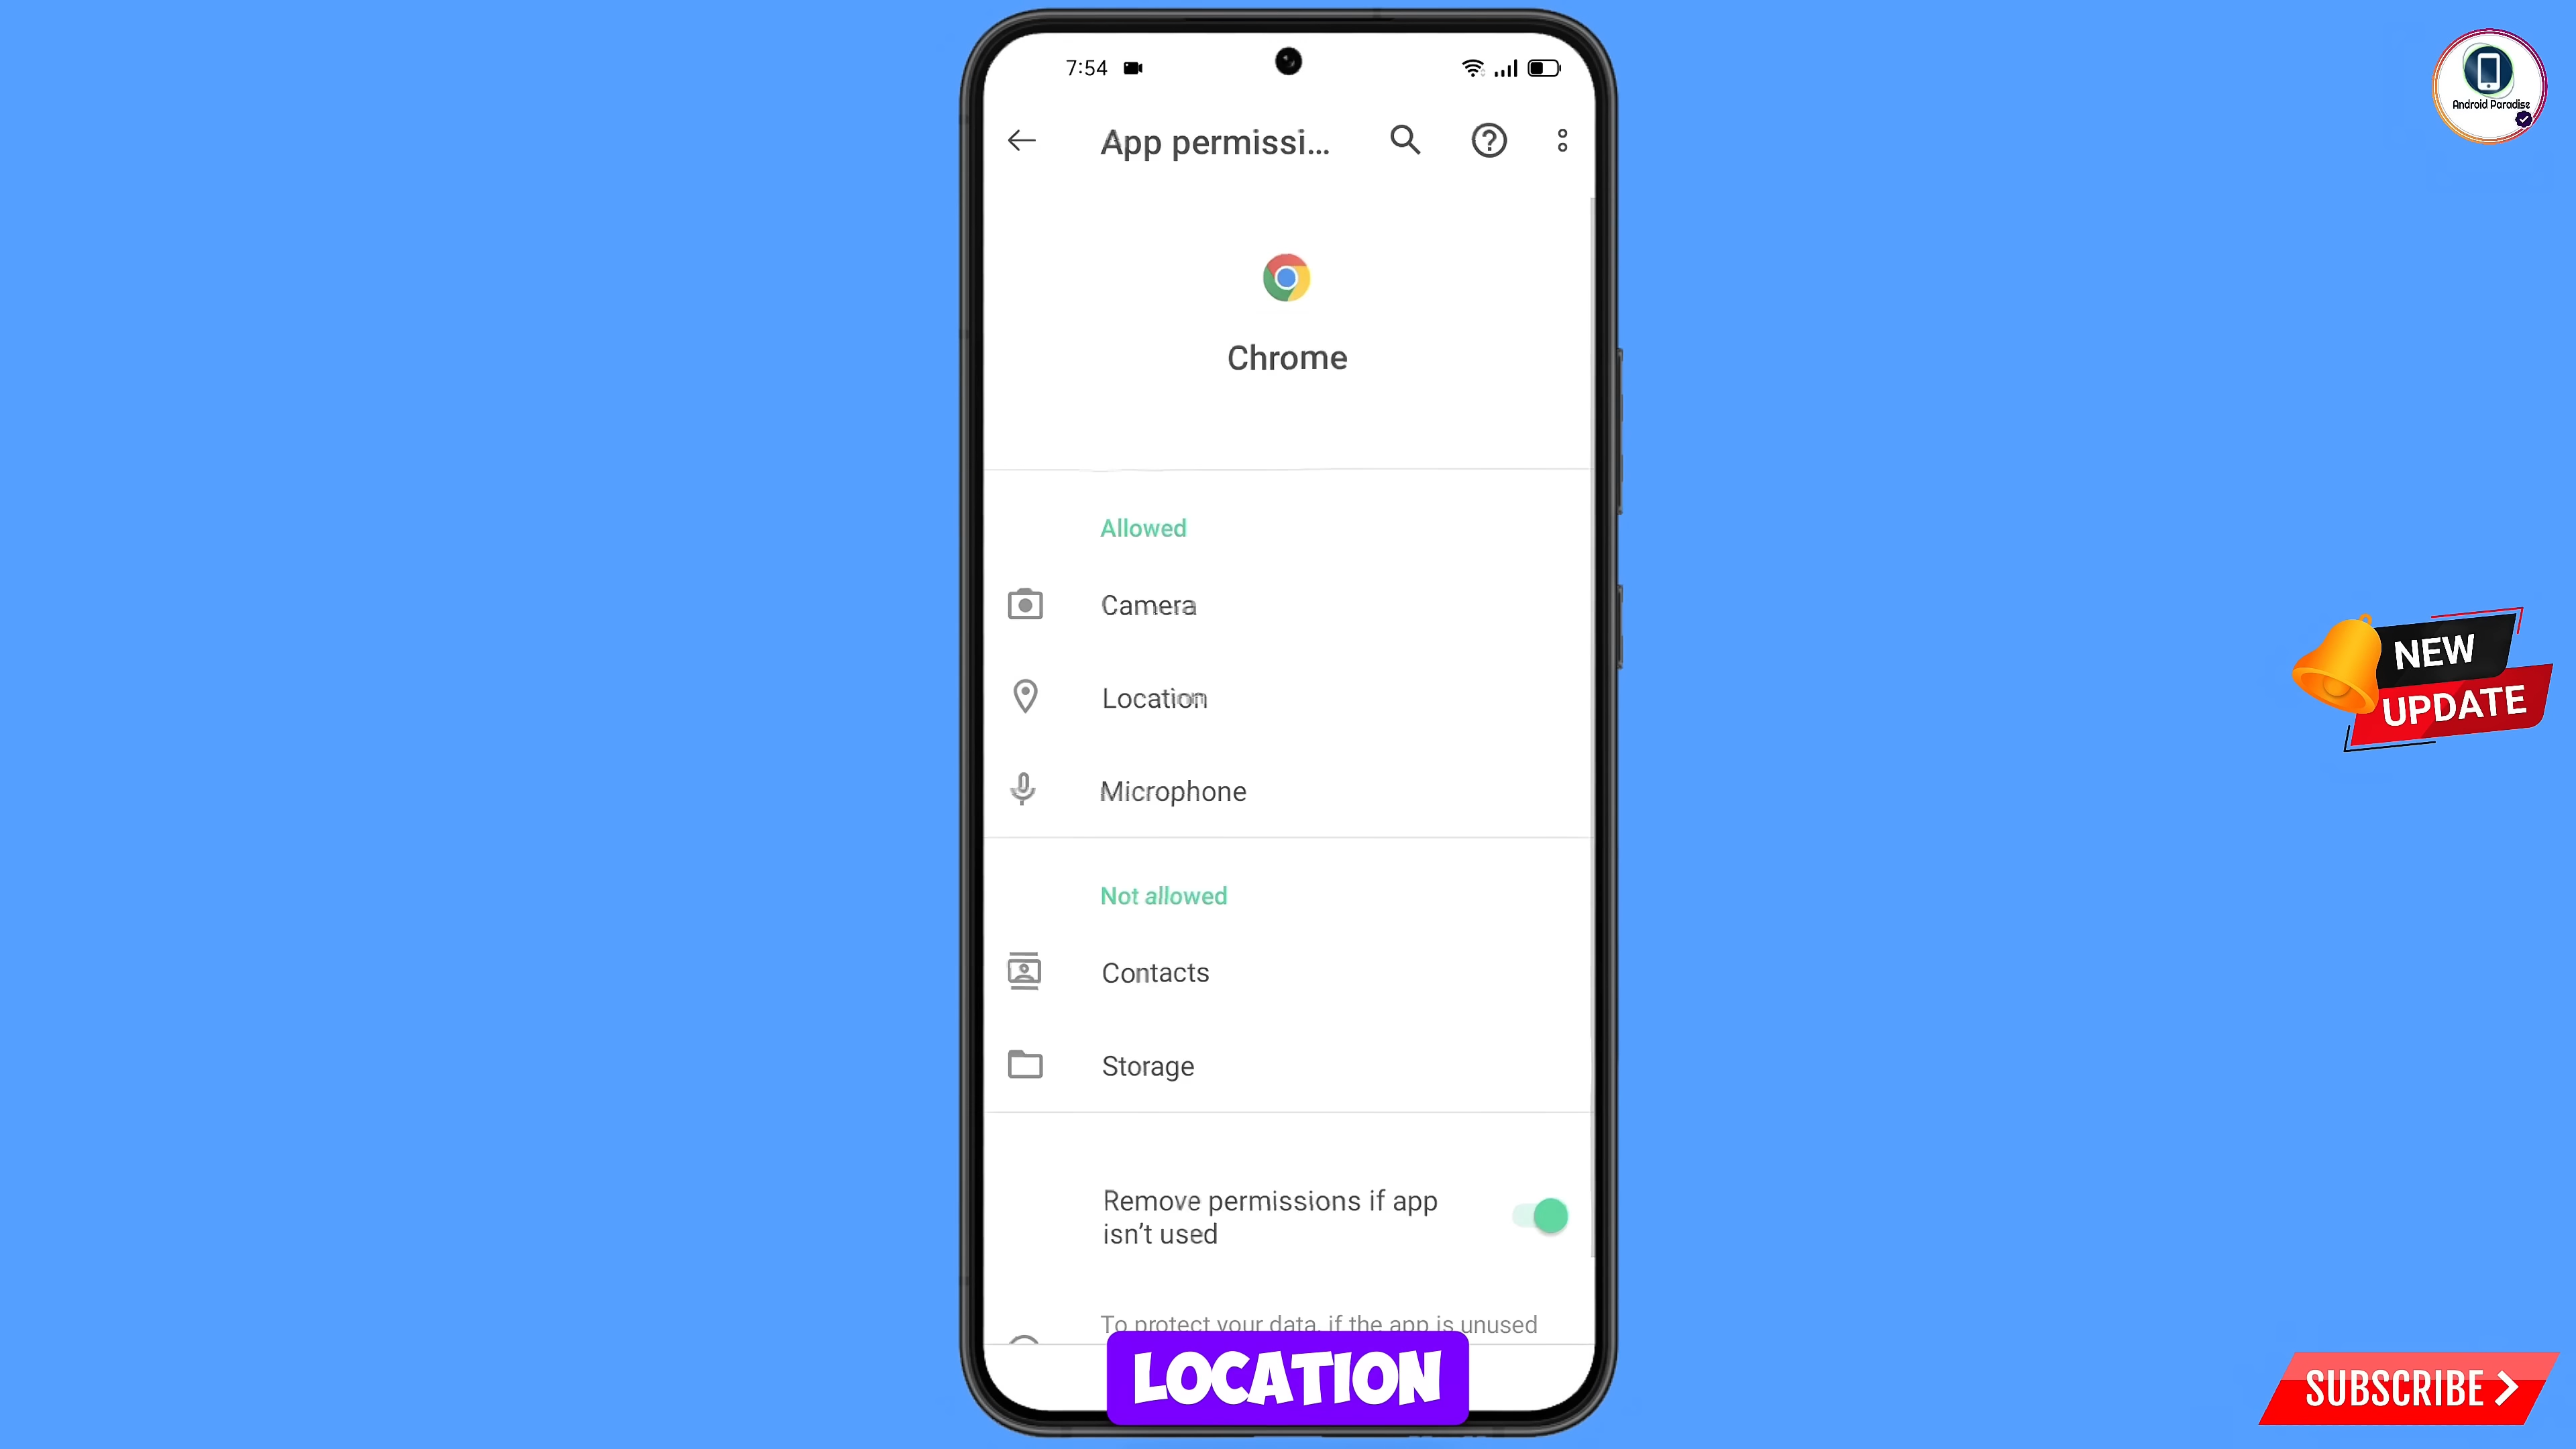 7:54
App permissi...
Android Paradise
Chrome
Allowed
Camera
Location
Microphone
NEW
UPDATE
Not allowed
Contacts
Storage
Remove permissions if app
isn't used
To protect your data, if the app is unused
LOCATION
SUBSCRIBE